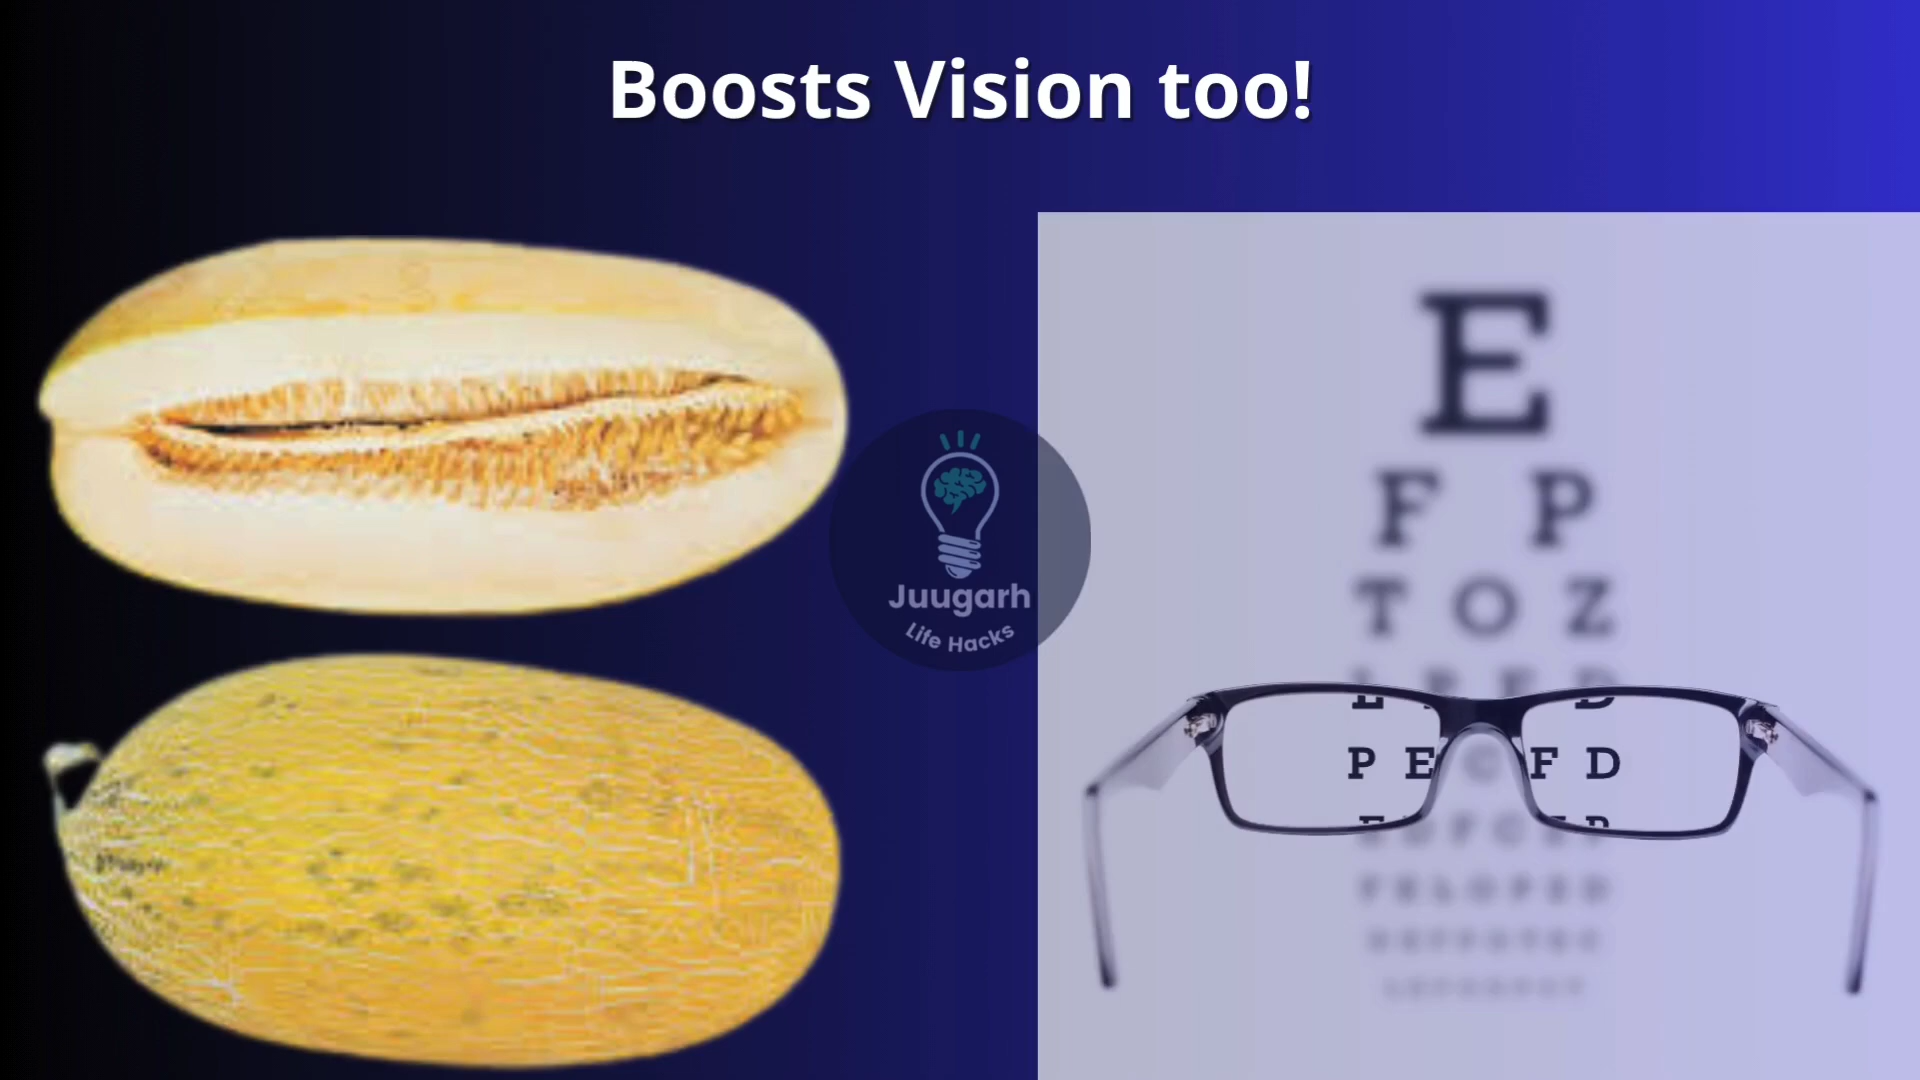 Boosts Vision too!
Juugarh
Life Hacks
E
F P
T O Z
L P E D
P E C F D
E D F C Z P
F E L O P Z D
D E F P O T E C